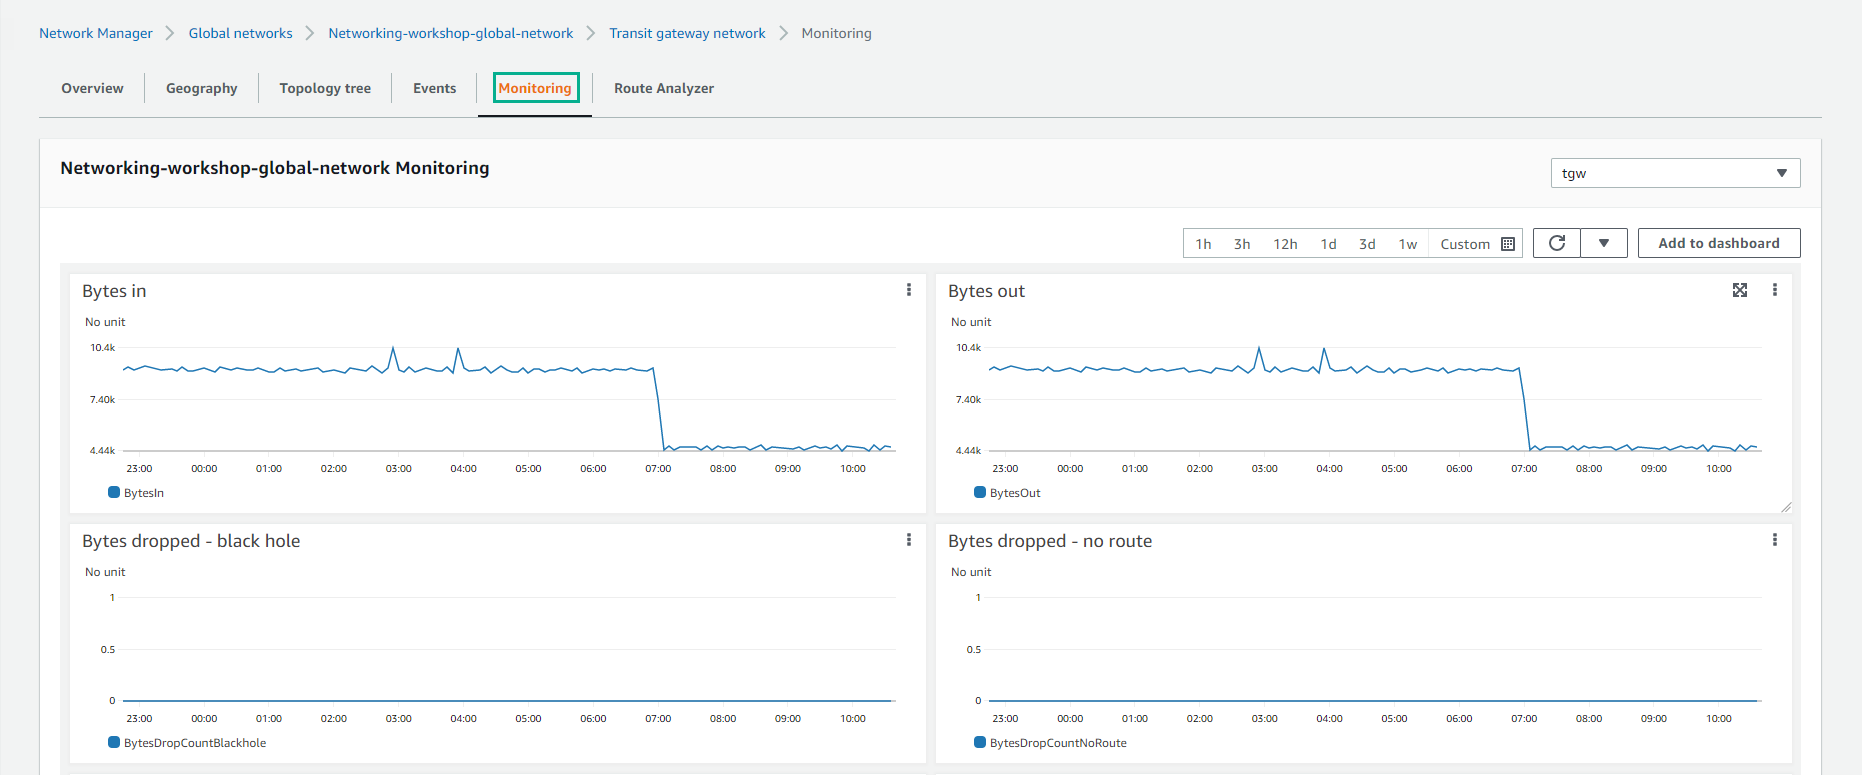 Network Manager Global networks Networking-workshop-global-network Transit gateway network Monitoring
Overview Geography Topology tree Events Monitoring Route Analyzer
Networking-workshop-global-network Monitoring
tgw
1h 3h 12h 1d 3d 1w Custom Add to dashboard
Bytes in
No unit
10.4k
7.40k
4.44k
23:00 00:00 01:00 02:00 03:00 04:00 05:00 06:00 07:00 08:00 09:00 10:00
BytesIn
Bytes out
No unit
10.4k
7.40k
4.44k
23:00 00:00 01:00 02:00 03:00 04:00 05:00 06:00 07:00 08:00 09:00 10:00
BytesOut
Bytes dropped - black hole
No unit
1
0.5
0
23:00 00:00 01:00 02:00 03:00 04:00 05:00 06:00 07:00 08:00 09:00 10:00
BytesDropCountBlackhole
Bytes dropped - no route
No unit
1
0.5
0
23:00 00:00 01:00 02:00 03:00 04:00 05:00 06:00 07:00 08:00 09:00 10:00
BytesDropCountNoRoute